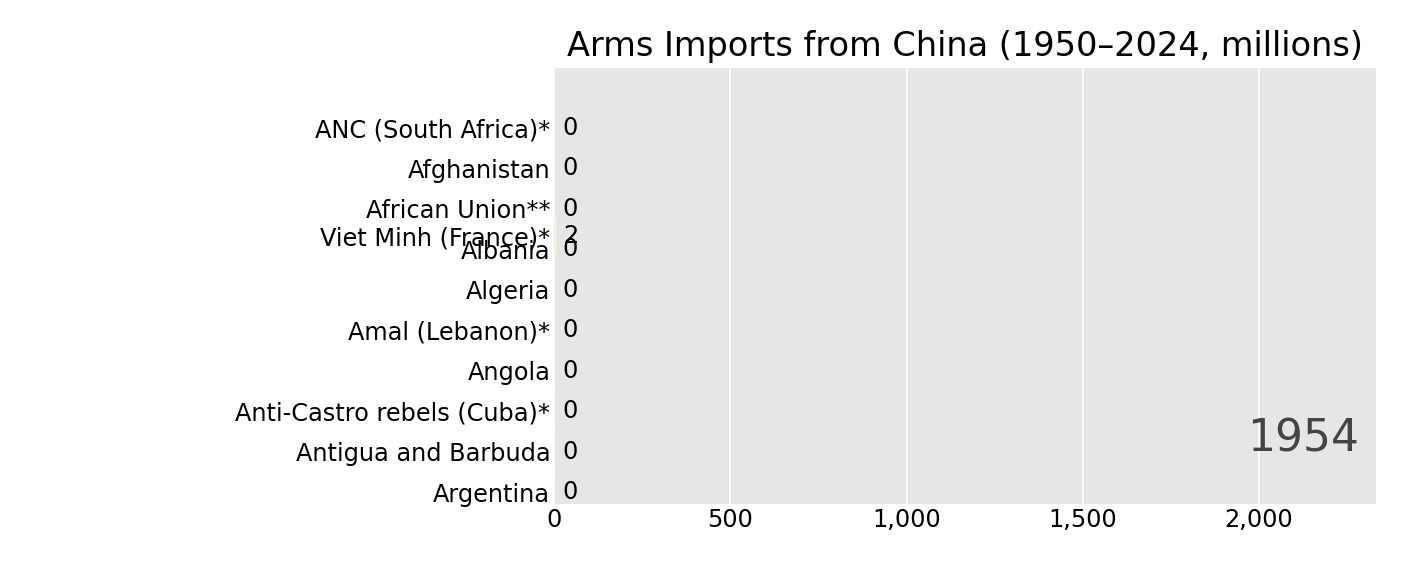 Arms Imports from China (1950–2024, millions)
ANC (South Africa)* 0
Afghanistan 0
African Union** 0
Viet Minh (France)* 2
Albania 0
Algeria 0
Amal (Lebanon)* 0
Angola 0
Anti-Castro rebels (Cuba)* 0
1954
Antigua and Barbuda 0
Argentina 0
0 500 1,000 1,500 2,000